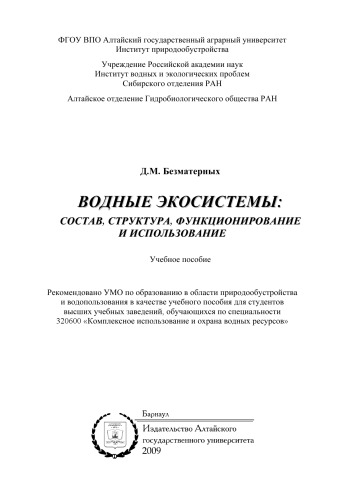 ФГОУ ВПО Алтайский государственный аграрный университет
Институт природообустройства
Учреждение Российской академии наук
Институт водных и экологических проблем
Сибирского отделения РАН
Алтайское отделение Гидробиологического общества РАН
Д.М. Безматерных
ВОДНЫЕ ЭКОСИСТЕМЫ:
СОСТАВ, СТРУКТУРА, ФУНКЦИОНИРОВАНИЕ
И ИСПОЛЬЗОВАНИЕ
Учебное пособие
Рекомендовано УМО по образованию в области природообустройства
и водопользования в качестве учебного пособия для студентов
высших учебных заведений, обучающихся по специальности
320600 «Комплексное использование и охрана водных ресурсов»
Барнаул
Издательство Алтайского
государственного университета
2009